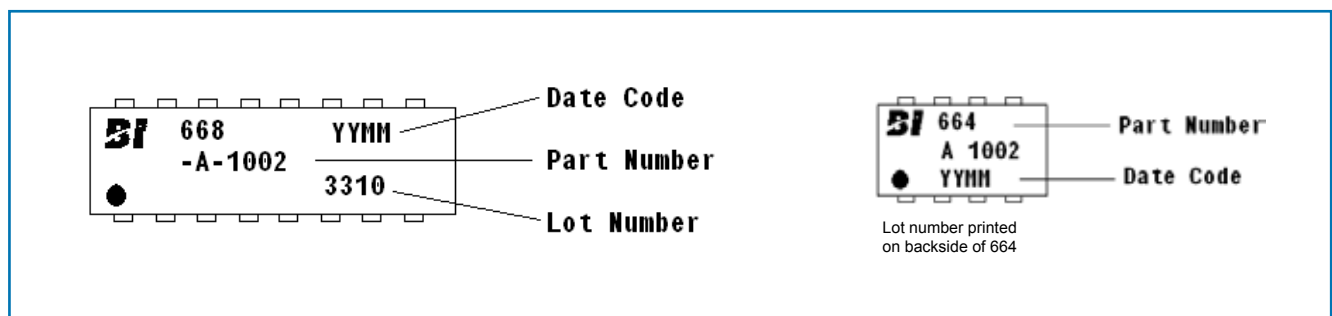 BI 668 YYMM
-A-1002
3310
Date Code
Part Number
Lot Number
BI 664
A 1002
YYMM
Part Number
Date Code
Lot number printed
on backside of 664